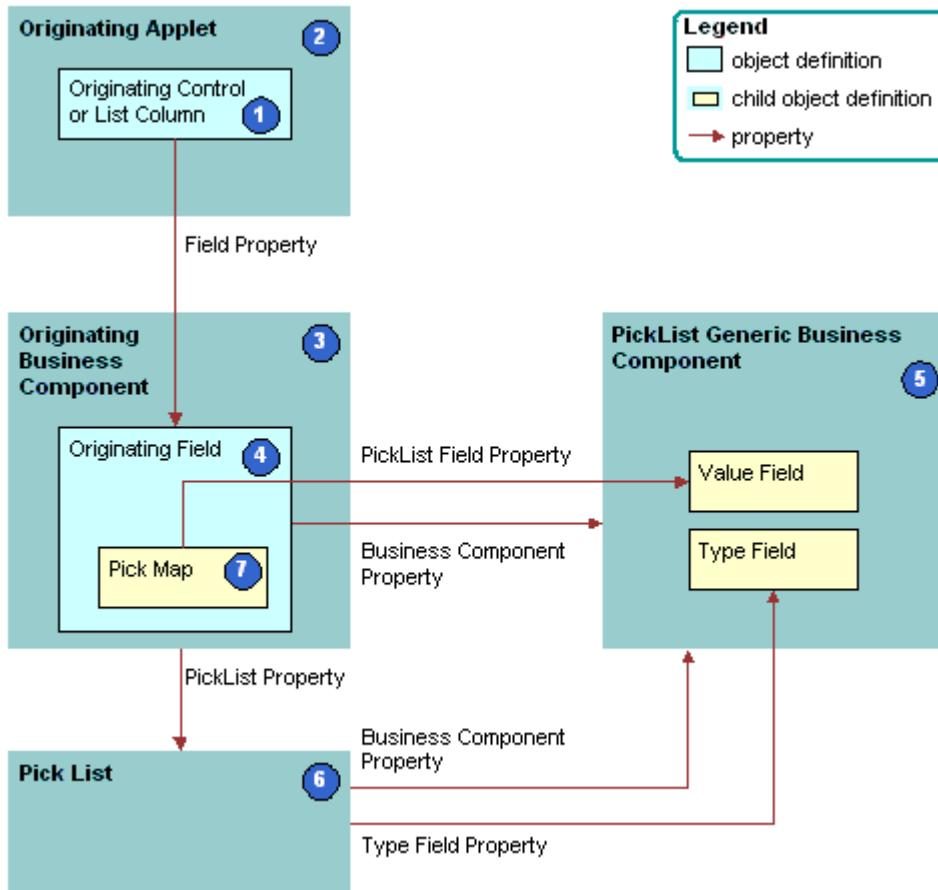 Originating Applet
2
Originating Control
or List Column
1
Legend
object definition
child object definition
property
Field Property
Originating
Business
Component
3
Originating Field
4
Pick Map
7
PickList Field Property
Business Component
Property
PickList Generic Business
Component
5
Value Field
Type Field
PickList Property
Pick List
6
Business Component
Property
Type Field Property